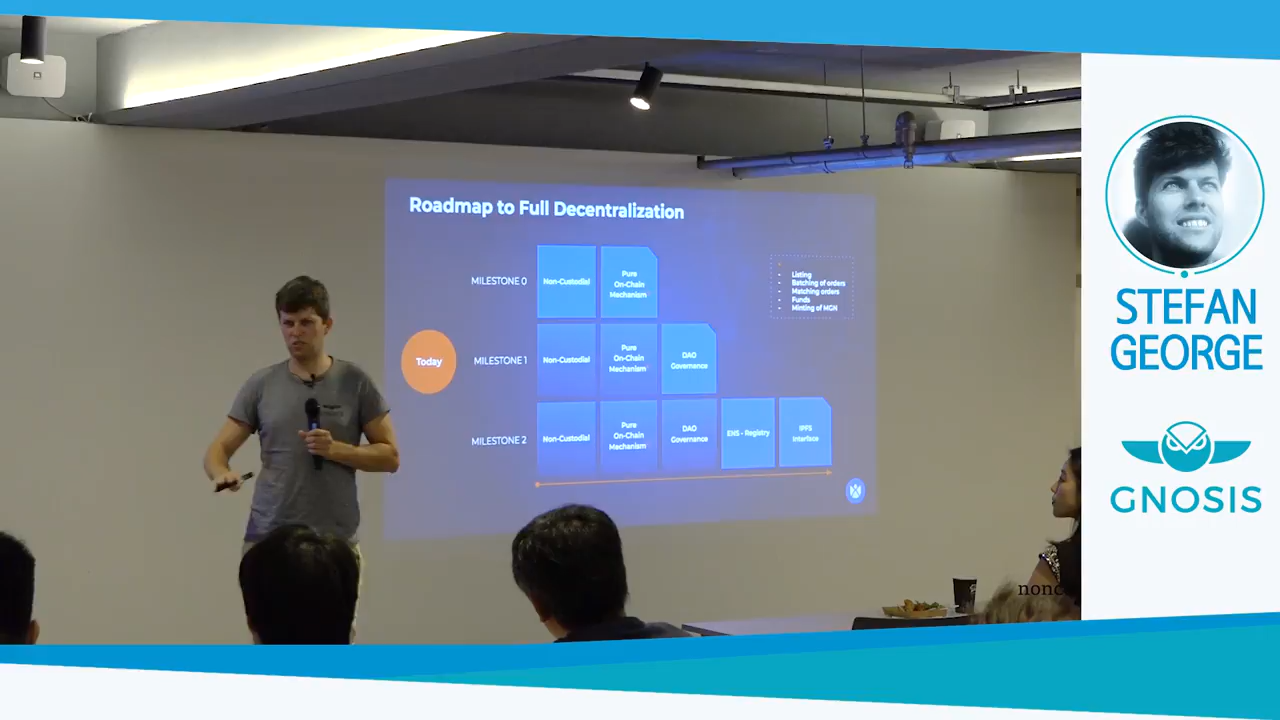 Roadmap to Full Decentralization
MILESTONE 0
Non-Custodial
Pure
On-Chain
Mechanism
- Listing
- Batching of orders
- Matching orders
- Funds
- Minting of MGN
Today
MILESTONE 1
Non-Custodial
Pure
On-Chain
Mechanism
DAO
Governance
MILESTONE 2
Non-Custodial
Pure
On-Chain
Mechanism
DAO
Governance
ENS - Registry
IPFS
Interface
STEFAN
GEORGE
GNOSIS
nonc